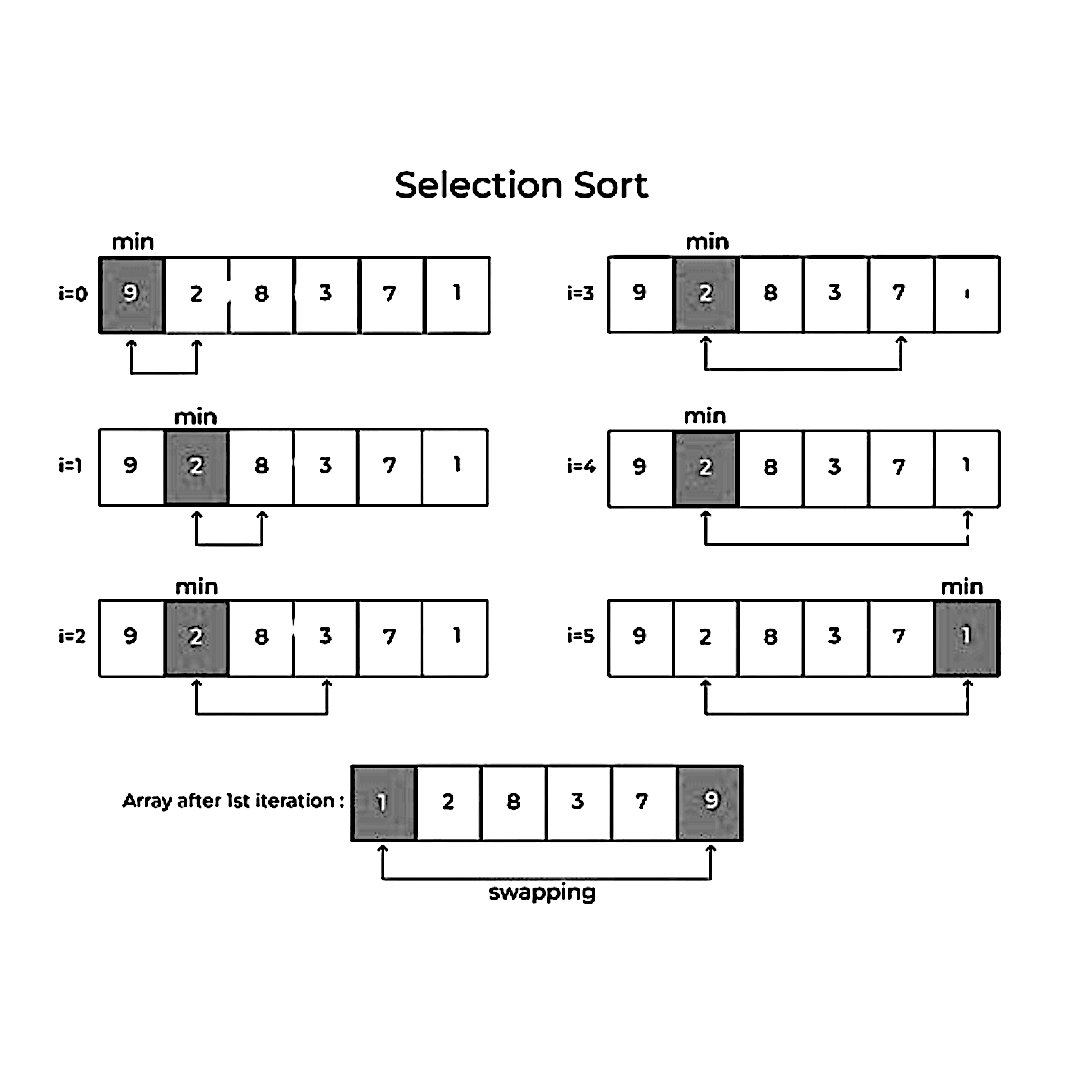 Selection Sort
min
i=0 9 2 8 3 7 1
min
i=1 9 2 8 3 7 1
min
i=2 9 2 8 3 7 1
min
i=3 9 2 8 3 7
min
i=4 9 2 8 3 7 1
min
i=5 9 2 8 3 7 1
Array after 1st iteration : 1 2 8 3 7 9
swapping